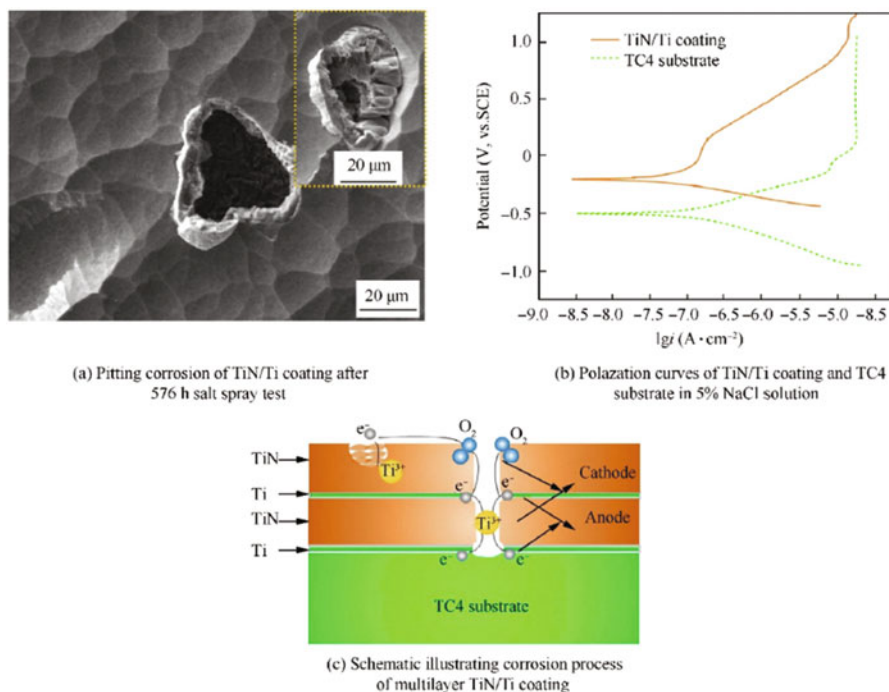 20 μm
20 μm
(a) Pitting corrosion of TiN/Ti coating after
576 h salt spray test
TiN/Ti coating
TC4 substrate
1.0
0.5
0
−0.5
−1.0
Potential (V, vs.SCE)
−9.0 −8.5 −8.0 −7.5 −7.0 −6.5 −6.0 −5.5 −5.0 −8.5
lgi (A·cm⁻²)
(b) Polazation curves of TiN/Ti coating and TC4
substrate in 5% NaCl solution
e⁻ O₂ O₂
TiN
Ti³⁺ Cathode
Ti e⁻ e⁻
TiN Ti³⁺ Anode
Ti e⁻ e⁻
TC4 substrate
(c) Schematic illustrating corrosion process
of multilayer TiN/Ti coating